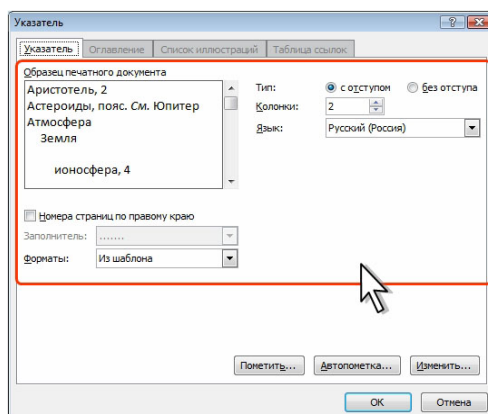 Указатель
Указатель Оглавление Список иллюстраций Таблица ссылок
Образец печатного документа
Аристотель, 2
Астероиды, пояс. См. Юпитер
Атмосфера
Земля
ионосфера, 4
Тип: с отступом без отступа
Колонки: 2
Язык: Русский (Россия)
Номера страниц по правому краю
Заполнитель: .......
Форматы: Из шаблона
Пометить... Автопометка... Изменить...
ОК Отмена